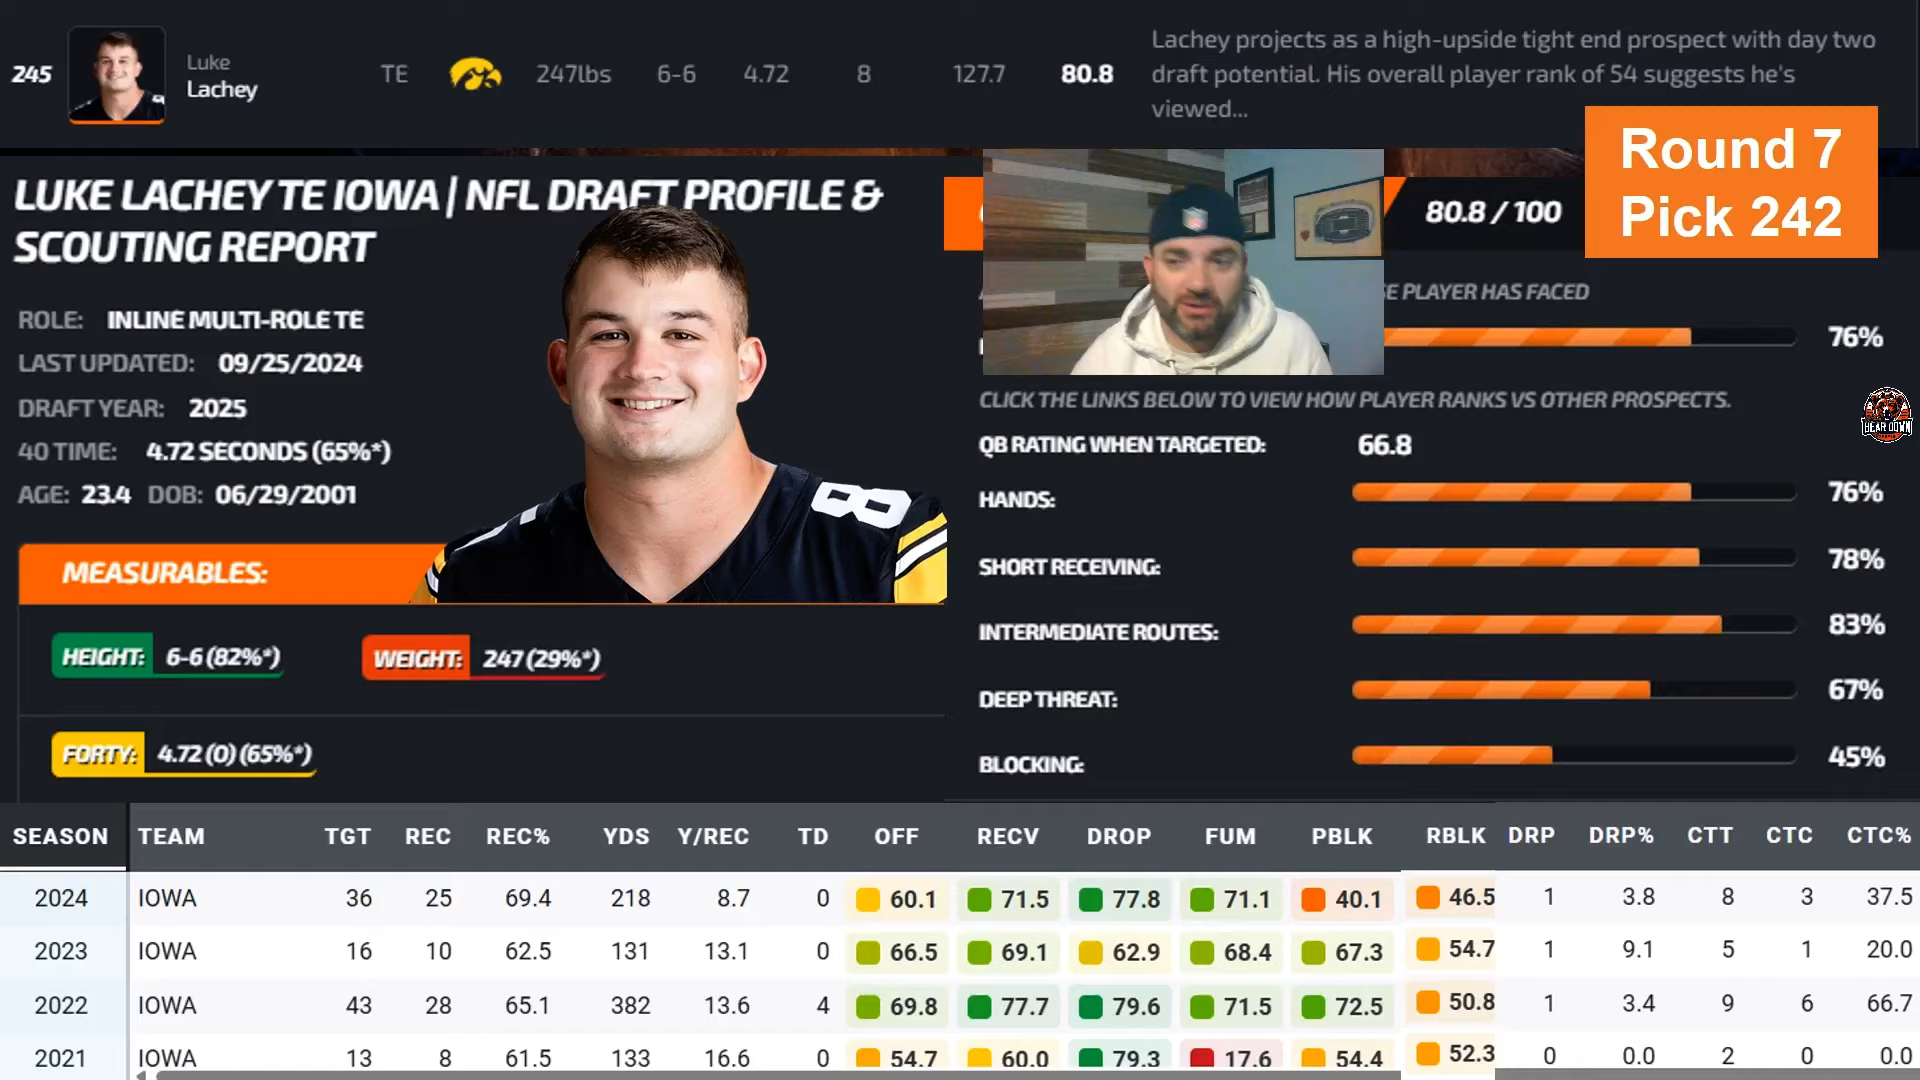 245
Luke
Lachey
TE
247lbs
6-6
4.72
8
127.7
80.8
Lachey projects as a high-upside tight end prospect with day two
draft potential. His overall player rank of 54 suggests he's
viewed...
Round 7
Pick 242
LUKE LACHEY TE IOWA | NFL DRAFT PROFILE &
SCOUTING REPORT
ROLE: INLINE MULTI-ROLE TE
LAST UPDATED: 09/25/2024
DRAFT YEAR: 2025
40 TIME: 4.72 SECONDS (65%*)
AGE: 23.4 DOB: 06/29/2001
MEASURABLES:
HEIGHT: 6-6 (82%*)
WEIGHT: 247 (29%*)
FORTY: 4.72 (0) (65%*)
8
80.8 / 100
E PLAYER HAS FACED
76%
CLICK THE LINKS BELOW TO VIEW HOW PLAYER RANKS VS OTHER PROSPECTS.
QB RATING WHEN TARGETED: 66.8
HANDS: 76%
SHORT RECEIVING: 78%
INTERMEDIATE ROUTES: 83%
DEEP THREAT: 67%
BLOCKING: 45%
BEAR DOWN
SEASON TEAM TGT REC REC% YDS Y/REC TD OFF RECV DROP FUM PBLK RBLK DRP DRP% CTT CTC CTC%
2024 IOWA 36 25 69.4 218 8.7 0 60.1 71.5 77.8 71.1 40.1 46.5 1 3.8 8 3 37.5
2023 IOWA 16 10 62.5 131 13.1 0 66.5 69.1 62.9 68.4 67.3 54.7 1 9.1 5 1 20.0
2022 IOWA 43 28 65.1 382 13.6 4 69.8 77.7 79.6 71.5 72.5 50.8 1 3.4 9 6 66.7
2021 IOWA 13 8 61.5 133 16.6 0 54.7 60.0 79.3 17.6 54.4 52.3 0 0.0 2 0 0.0